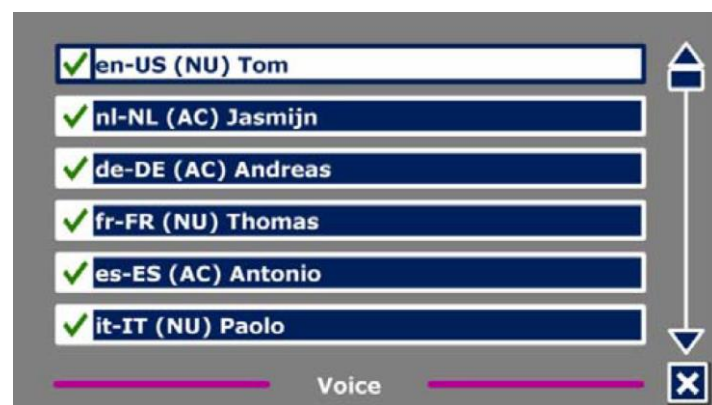 en-US (NU) Tom
nl-NL (AC) Jasmijn
de-DE (AC) Andreas
fr-FR (NU) Thomas
es-ES (AC) Antonio
it-IT (NU) Paolo
Voice